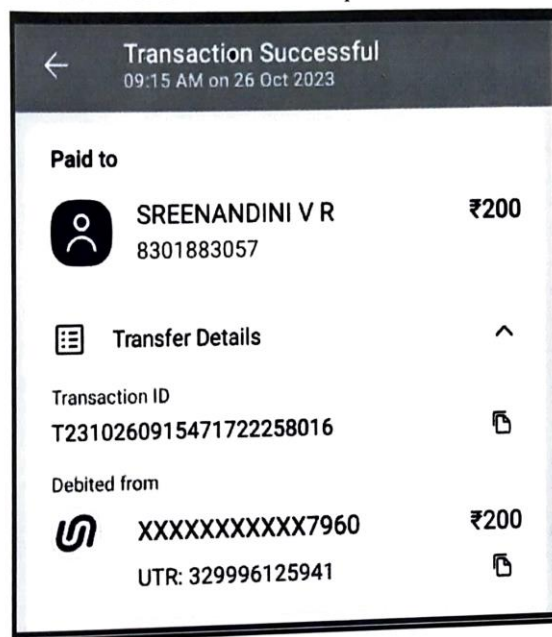 Transaction Successful
09:15 AM on 26 Oct 2023
Paid to
SREENANDINI V R ₹200
8301883057
Transfer Details
Transaction ID
T2310260915471722258016
Debited from
XXXXXXXXXXX7960 ₹200
UTR: 329996125941